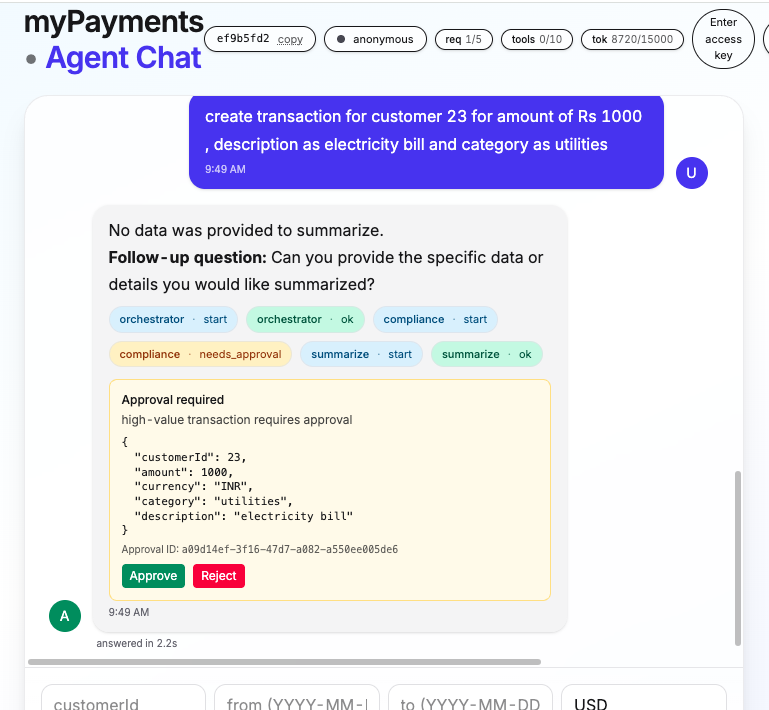 myPayments
Agent Chat
ef9b5fd2 copy
anonymous
req 1/5
tools 0/10
tok 8720/15000
Enter
access
key
create transaction for customer 23 for amount of Rs 1000
, description as electricity bill and category as utilities
9:49 AM
U
No data was provided to summarize.
Follow-up question: Can you provide the specific data or
details you would like summarized?
orchestrator · start
orchestrator · ok
compliance · start
compliance · needs_approval
summarize · start
summarize · ok
Approval required
high-value transaction requires approval
{
"customerId": 23,
"amount": 1000,
"currency": "INR",
"category": "utilities",
"description": "electricity bill"
}
Approval ID: a09d14ef-3f16-47d7-a082-a550ee005de6
Approve
Reject
A
9:49 AM
answered in 2.2s
customerId
from (YYYY-MM-
to (YYYY-MM-DD
USD